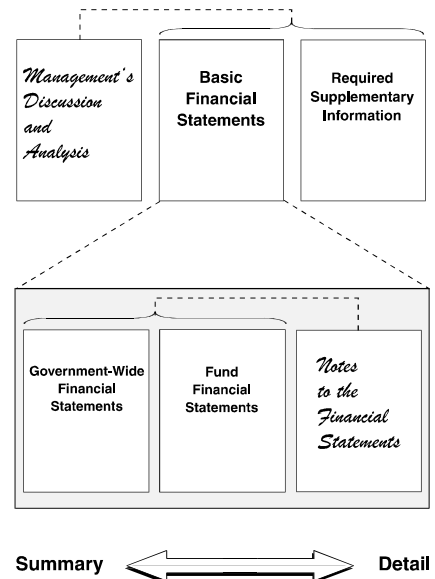 Management's
Discussion
and
Analysis
Basic
Financial
Statements
Required
Supplementary
Information
Government-Wide
Financial
Statements
Fund
Financial
Statements
Notes
to the
Financial
Statements
Summary
Detail